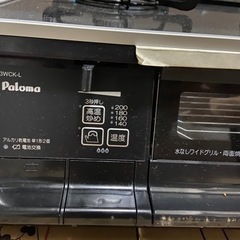 3WCK-L
Paloma
3秒押し
高温
炒め
•200
•180
•160
•140
温度
アルカリ乾電池 単1形2個
電池交換
水なしワイドグリル・両面焼